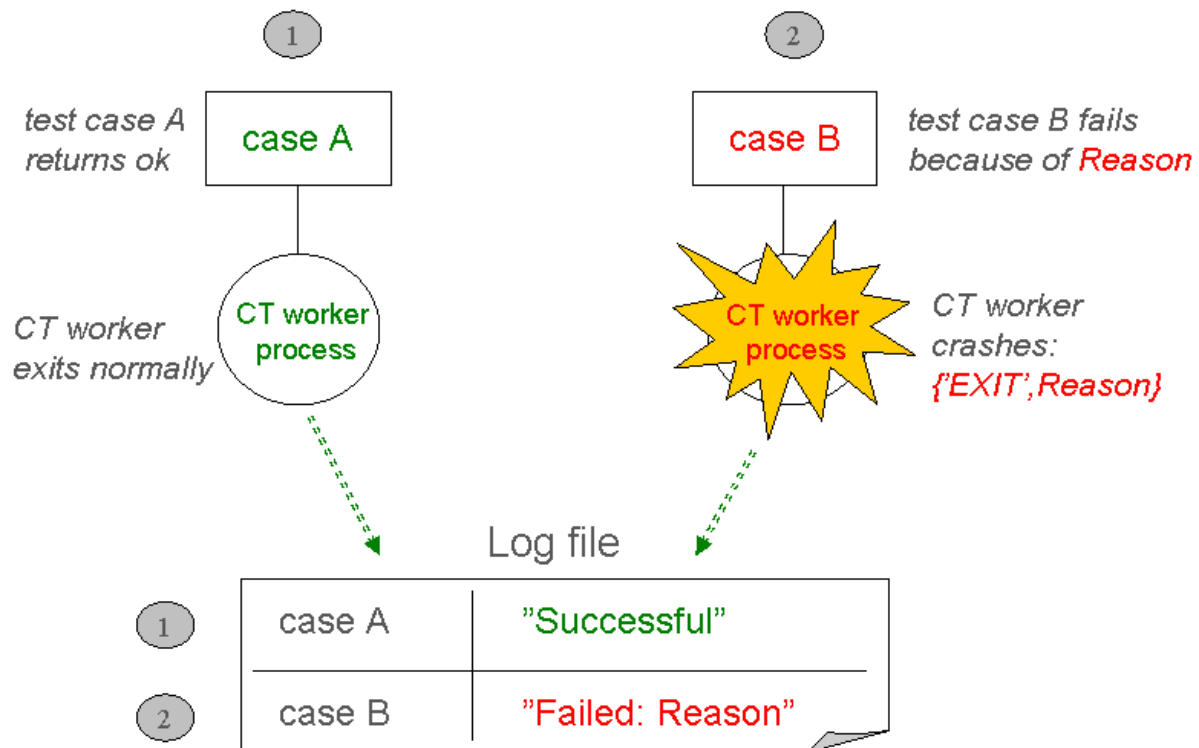 1
2
test case A
returns ok
case A
case B
test case B fails
because of Reason
CT worker
exits normally
CT worker
process
CT worker
process
CT worker
crashes:
{'EXIT',Reason}
Log file
1
case A
”Successful”
2
case B
”Failed: Reason”